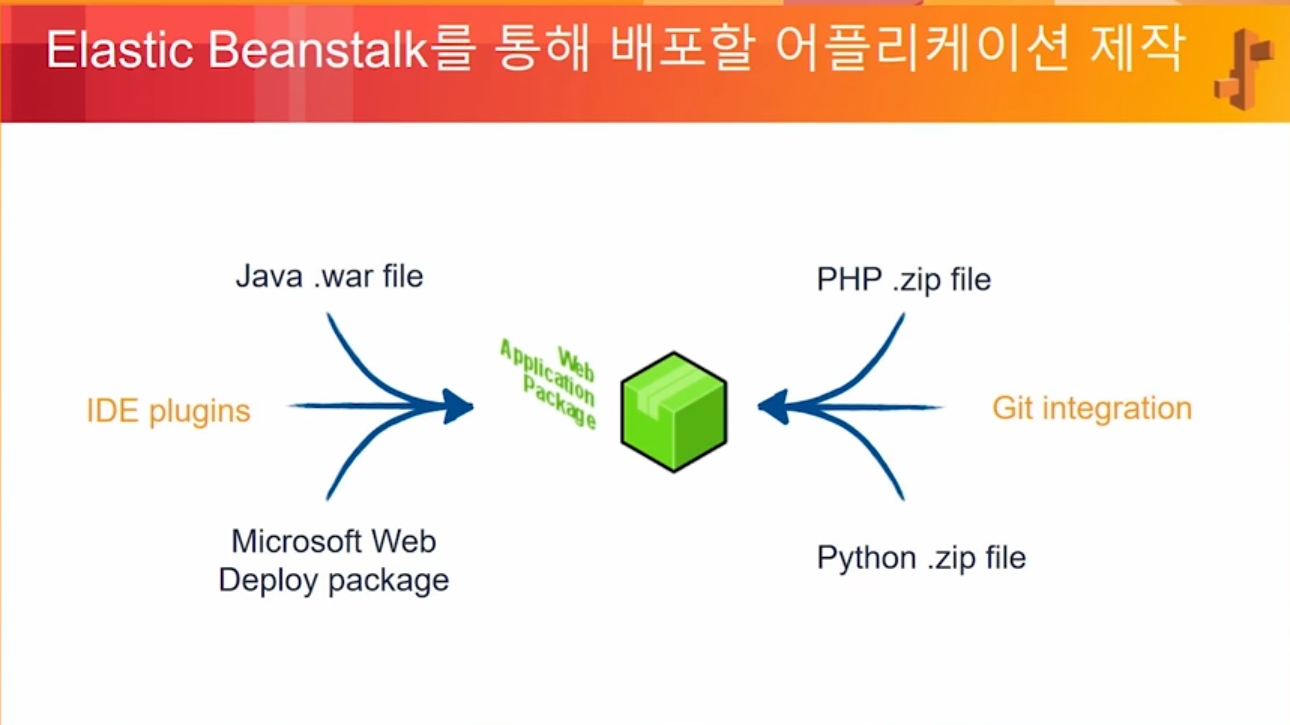 Elastic Beanstalk를 통해 배포할 어플리케이션 제작
Java .war file
PHP .zip file
Web
Application
Package
IDE plugins
Git integration
Microsoft Web
Deploy package
Python .zip file